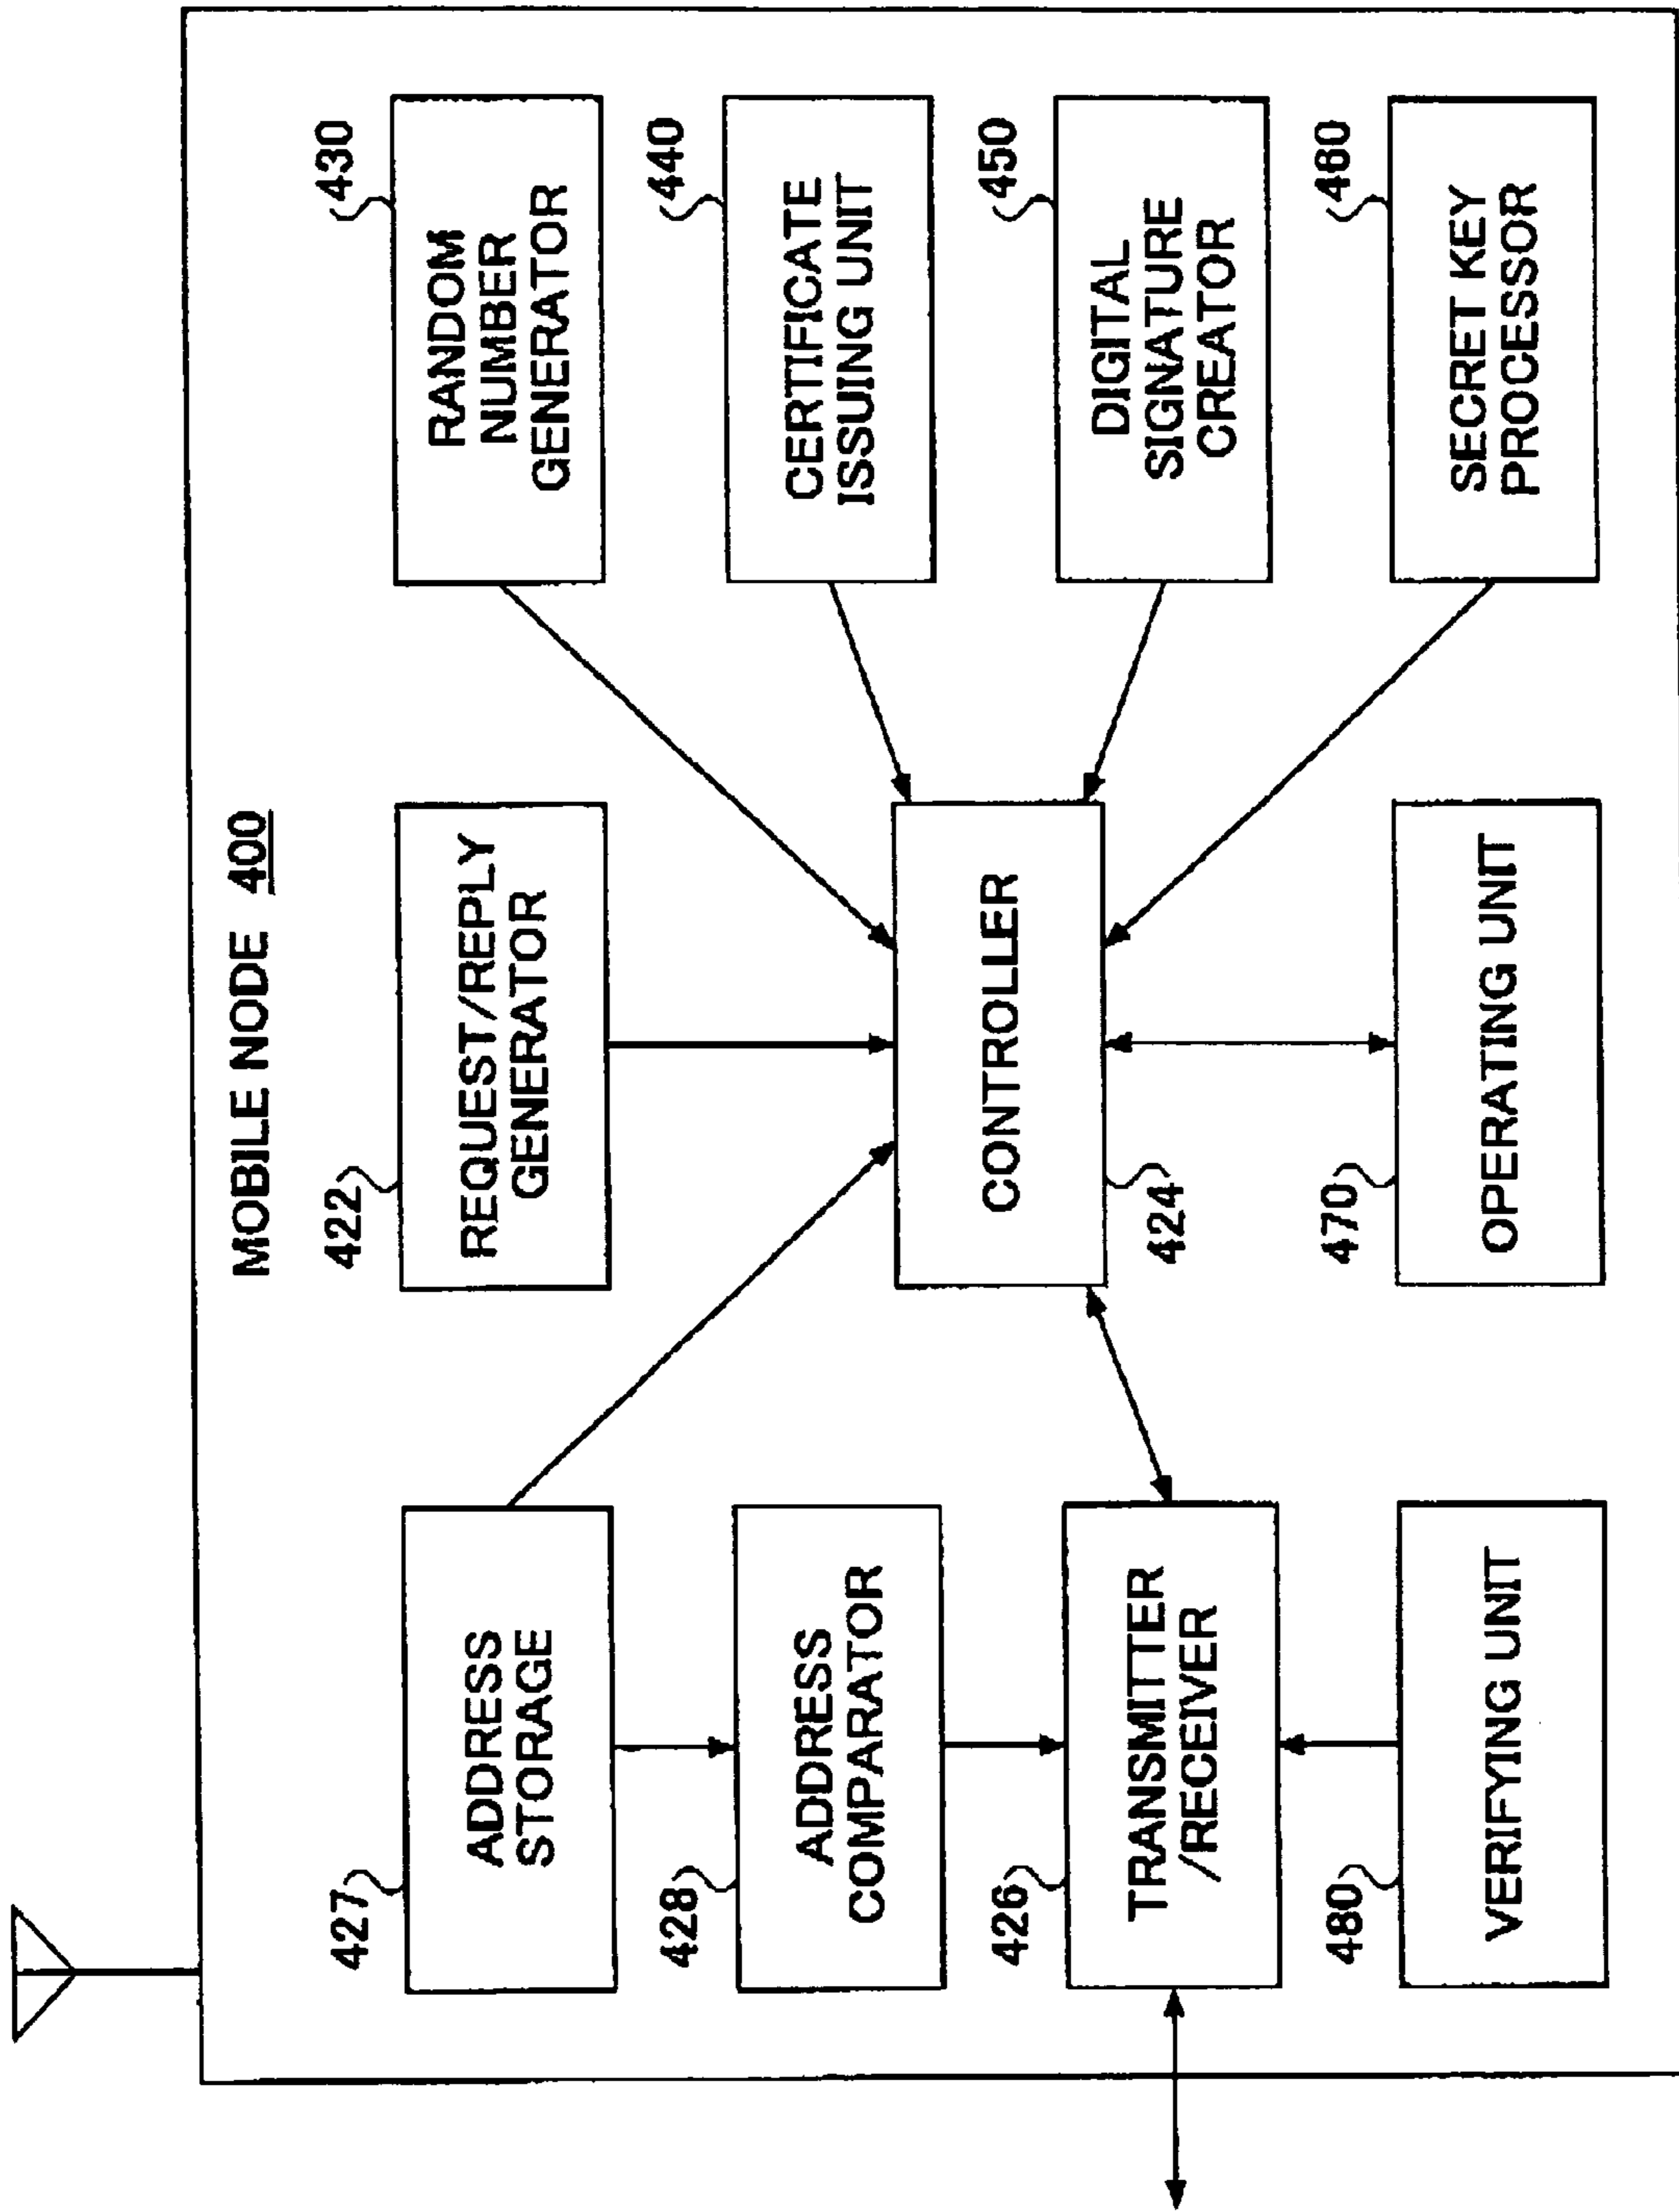 MOBILE NODE 400
427
ADDRESS
STORAGE
422
REQUEST/REPLY
GENERATOR
430
RANDOM
NUMBER
GENERATOR
428
ADDRESS
COMPARATOR
440
CERTIFICATE
ISSUING UNIT
CONTROLLER
424
426
TRANSMITTER
/RECEIVER
450
DIGITAL
SIGNATURE
CREATOR
480
VERIFYING UNIT
470
OPERATING UNIT
460
SECRET KEY
PROCESSOR